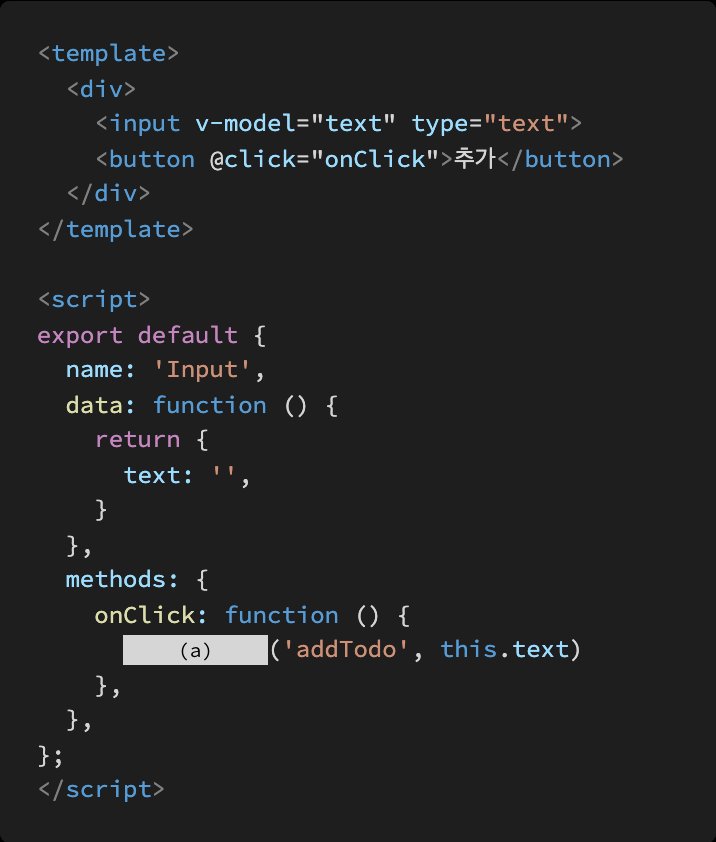 <template>
  <div>
    <input v-model="text" type="text">
    <button @click="onClick">추가</button>
  </div>
</template>

<script>
export default {
  name: 'Input',
  data: function () {
    return {
      text: '',
    }
  },
  methods: {
    onClick: function () {
      (a)('addTodo', this.text)
    },
  },
};
</script>